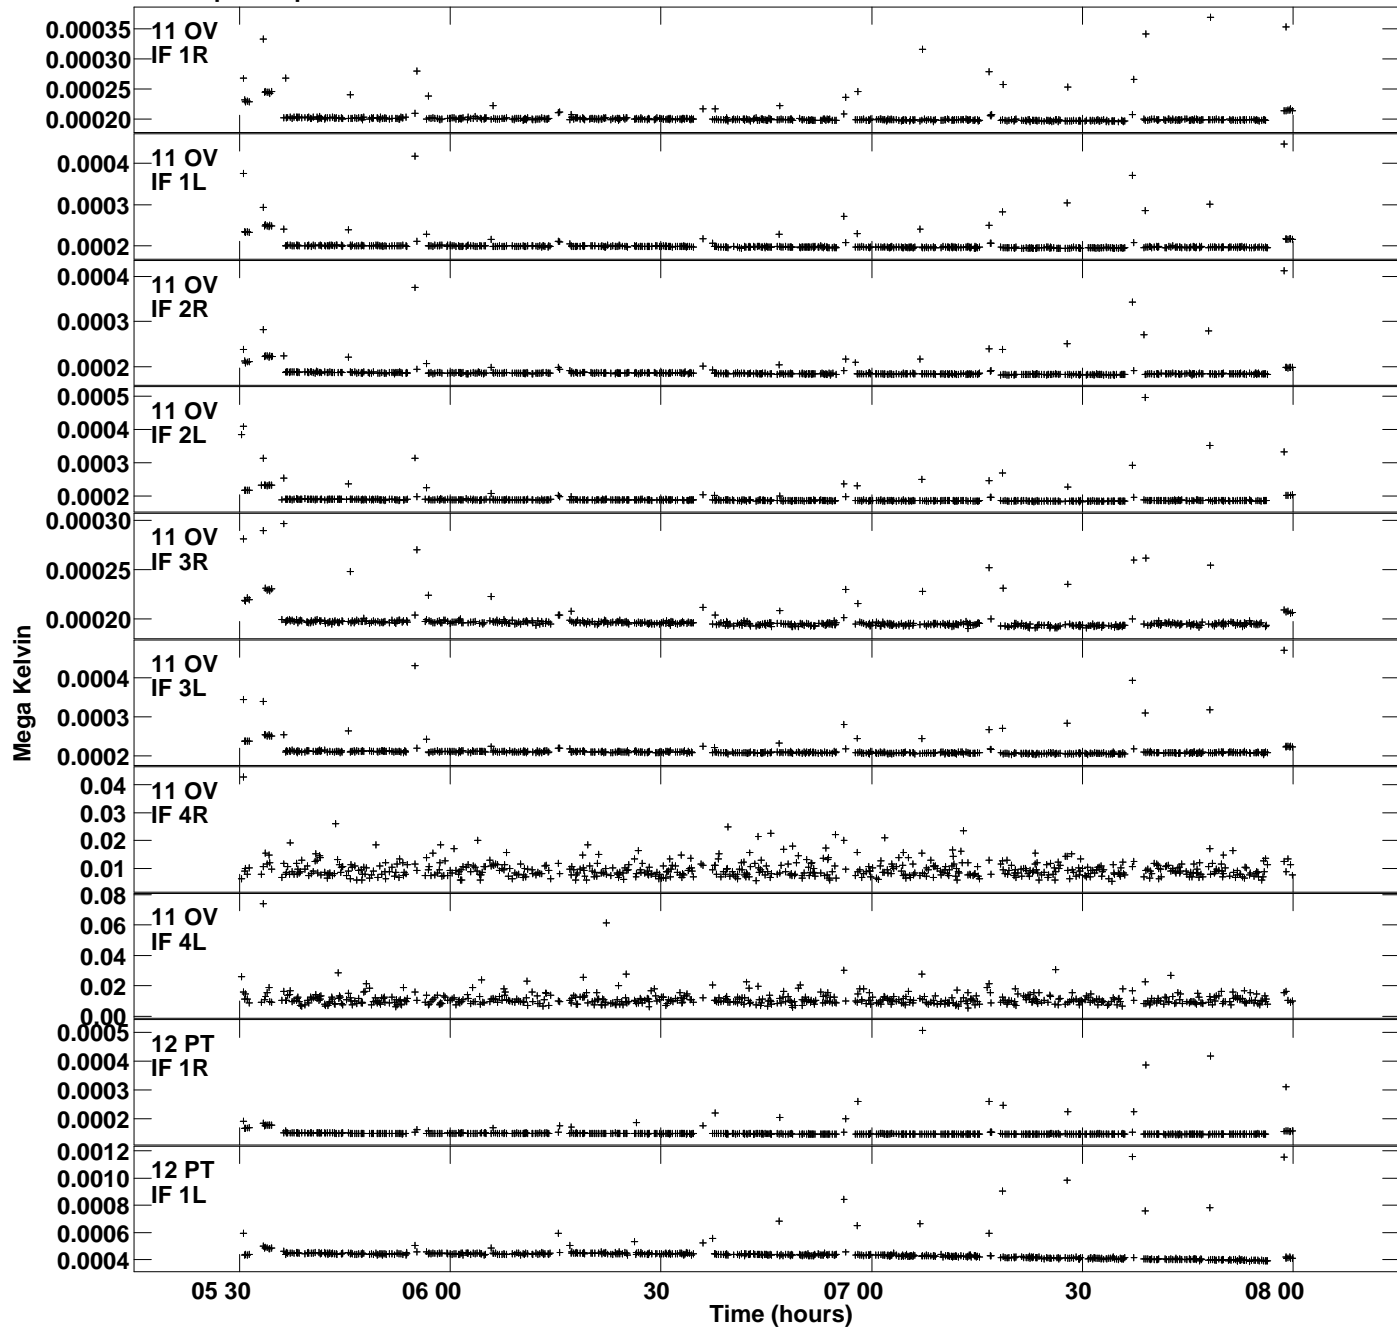 0.00035
0.00030
0.00025
0.00020
11 OV
IF 1R
0.0004
0.0003
0.0002
11 OV
IF 1L
0.0004
0.0003
0.0002
11 OV
IF 2R
0.0005
0.0004
0.0003
0.0002
11 OV
IF 2L
0.00030
0.00025
0.00020
11 OV
IF 3R
0.0004
0.0003
0.0002
11 OV
IF 3L
0.04
0.03
0.02
0.01
11 OV
IF 4R
0.08
0.06
0.04
0.02
0.00
11 OV
IF 4L
0.0005
0.0004
0.0003
0.0002
12 PT
IF 1R
0.0012
0.0010
0.0008
0.0006
0.0004
12 PT
IF 1L
Mega Kelvin
05 30 06 00 30 07 00 30 08 00
Time (hours)